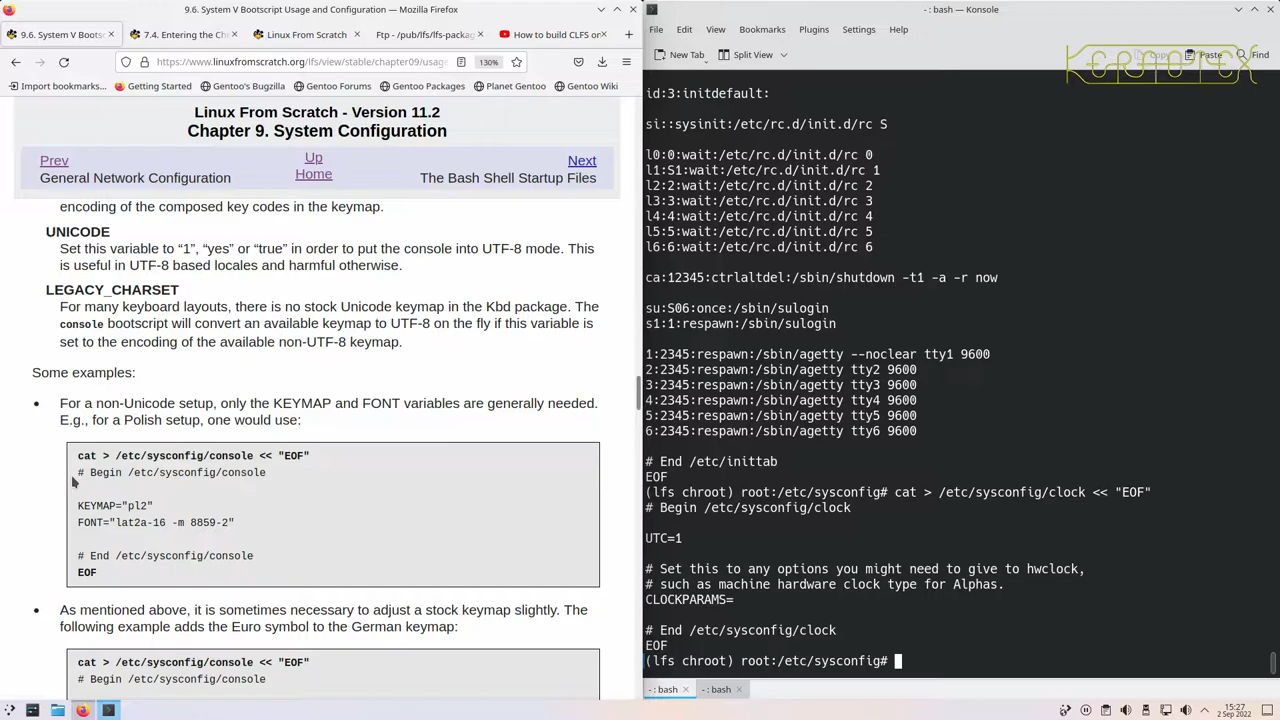 9.6. System V Bootscript Usage and Configuration — Mozilla Firefox
9.6. System V Bootsc
7.4. Entering the Chr
Linux From Scratch
Ftp - /pub/lfs/lfs-packag
How to build CLFS on
https://www.linuxfromscratch.org/lfs/view/stable/chapter09/usag
130%
Import bookmarks...
Getting Started
Gentoo's Bugzilla
Gentoo Forums
Gentoo Packages
Planet Gentoo
Gentoo Wiki
Linux From Scratch - Version 11.2
Chapter 9. System Configuration
Prev
Up
Next
General Network Configuration
Home
The Bash Shell Startup Files
encoding of the composed key codes in the keymap.
UNICODE
Set this variable to “1”, “yes” or “true” in order to put the console into UTF-8 mode. This
is useful in UTF-8 based locales and harmful otherwise.
LEGACY_CHARSET
For many keyboard layouts, there is no stock Unicode keymap in the Kbd package. The
console bootscript will convert an available keymap to UTF-8 on the fly if this variable is
set to the encoding of the available non-UTF-8 keymap.
Some examples:
For a non-Unicode setup, only the KEYMAP and FONT variables are generally needed.
E.g., for a Polish setup, one would use:
cat > /etc/sysconfig/console << "EOF"
# Begin /etc/sysconfig/console
KEYMAP="pl2"
FONT="lat2a-16 -m 8859-2"
# End /etc/sysconfig/console
EOF
As mentioned above, it is sometimes necessary to adjust a stock keymap slightly. The
following example adds the Euro symbol to the German keymap:
cat > /etc/sysconfig/console << "EOF"
# Begin /etc/sysconfig/console
- : bash — Konsole
File Edit View Bookmarks Plugins Settings Help
New Tab
Split View
Copy
Paste
Find
KERNOTEX
id:3:initdefault:
si::sysinit:/etc/rc.d/init.d/rc S
l0:0:wait:/etc/rc.d/init.d/rc 0
l1:S1:wait:/etc/rc.d/init.d/rc 1
l2:2:wait:/etc/rc.d/init.d/rc 2
l3:3:wait:/etc/rc.d/init.d/rc 3
l4:4:wait:/etc/rc.d/init.d/rc 4
l5:5:wait:/etc/rc.d/init.d/rc 5
l6:6:wait:/etc/rc.d/init.d/rc 6
ca:12345:ctrlaltdel:/sbin/shutdown -t1 -a -r now
su:S06:once:/sbin/sulogin
s1:1:respawn:/sbin/sulogin
1:2345:respawn:/sbin/agetty --noclear tty1 9600
2:2345:respawn:/sbin/agetty tty2 9600
3:2345:respawn:/sbin/agetty tty3 9600
4:2345:respawn:/sbin/agetty tty4 9600
5:2345:respawn:/sbin/agetty tty5 9600
6:2345:respawn:/sbin/agetty tty6 9600
# End /etc/inittab
EOF
(lfs chroot) root:/etc/sysconfig# cat > /etc/sysconfig/clock << "EOF"
# Begin /etc/sysconfig/clock
UTC=1
# Set this to any options you might need to give to hwclock,
# such as machine hardware clock type for Alphas.
CLOCKPARAMS=
# End /etc/sysconfig/clock
EOF
(lfs chroot) root:/etc/sysconfig#
- : bash
- : bash
15:27
2 Sep 2022